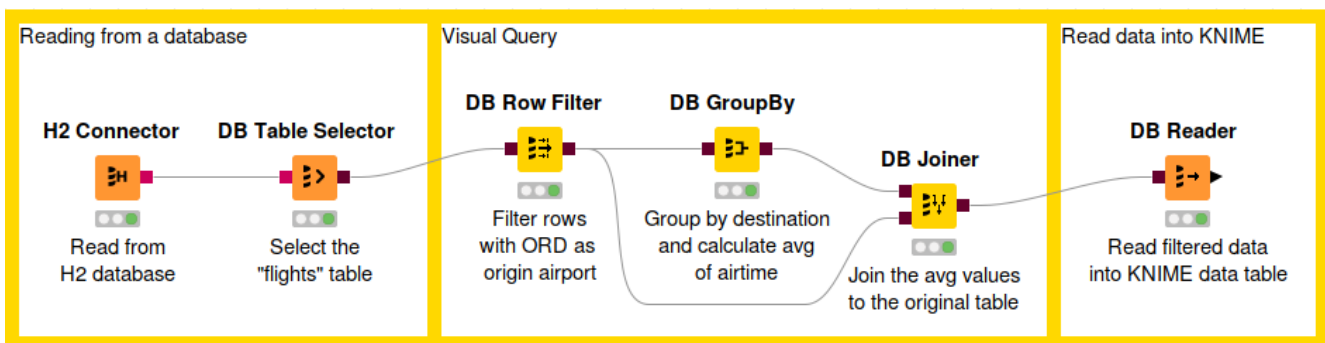 Reading from a database
H2 Connector
Read from
H2 database
DB Table Selector
Select the
"flights" table
Visual Query
DB Row Filter
Filter rows
with ORD as
origin airport
DB GroupBy
Group by destination
and calculate avg
of airtime
DB Joiner
Join the avg values
to the original table
Read data into KNIME
DB Reader
Read filtered data
into KNIME data table